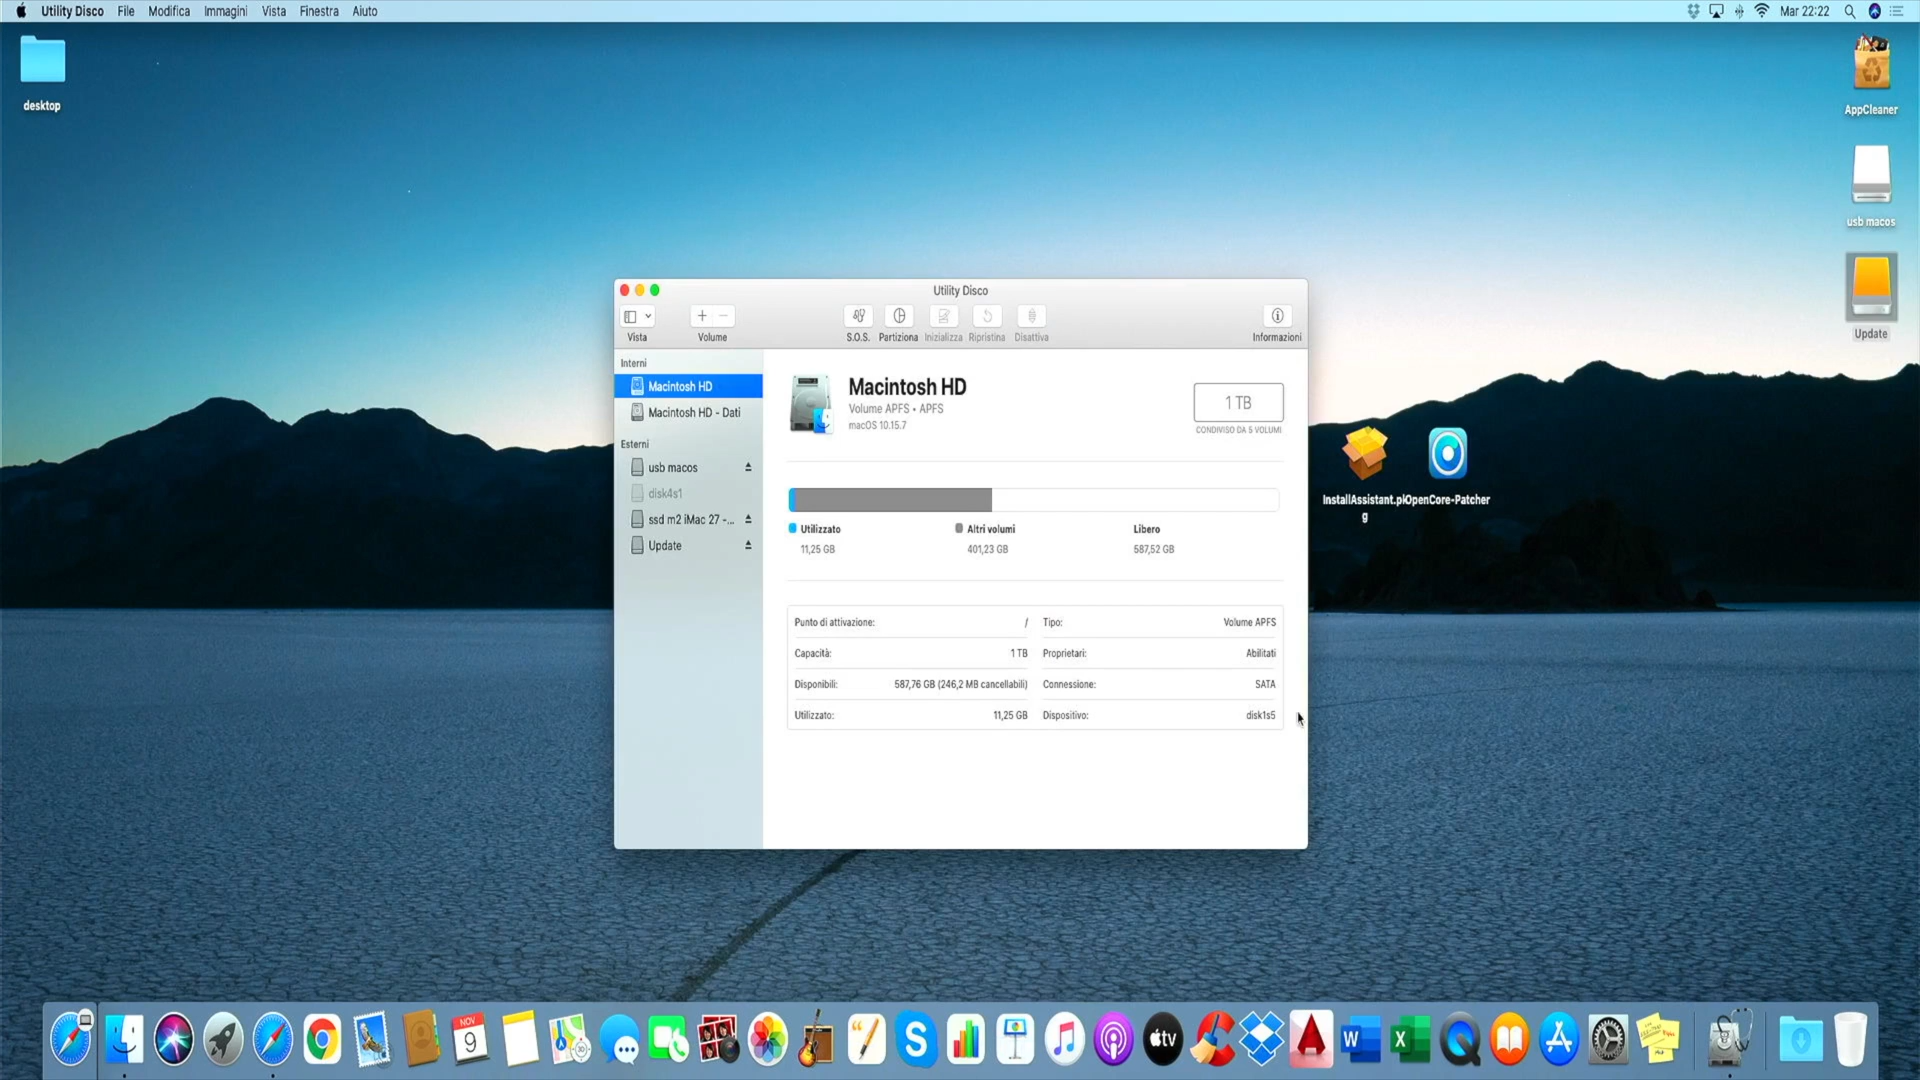 Utility Disco File Modifica Immagini Vista Finestra Aiuto
Mar 22:22
desktop
AppCleaner
usb macos
Update
Utility Disco
Vista
Volume
S.O.S. Partiziona Inizializza Ripristina Disattiva
Informazioni
Interni
Macintosh HD
Macintosh HD - Dati
Esterni
usb macos
disk4s1
ssd m2 iMac 27 -...
Update
Macintosh HD
Volume APFS • APFS
macOS 10.15.7
1 TB
CONDIVISO DA 5 VOLUMI
Utilizzato
11,25 GB
Altri volumi
401,23 GB
Libero
587,52 GB
Punto di attivazione: /
Tipo: Volume APFS
Capacità: 1 TB
Proprietari: Abilitati
Disponibili: 587,76 GB (246,2 MB cancellabili)
Connessione: SATA
Utilizzato: 11,25 GB
Dispositivo: disk1s5
InstallAssistant.pk
g
OpenCore-Patcher
NOV
9
tv
W
X
S